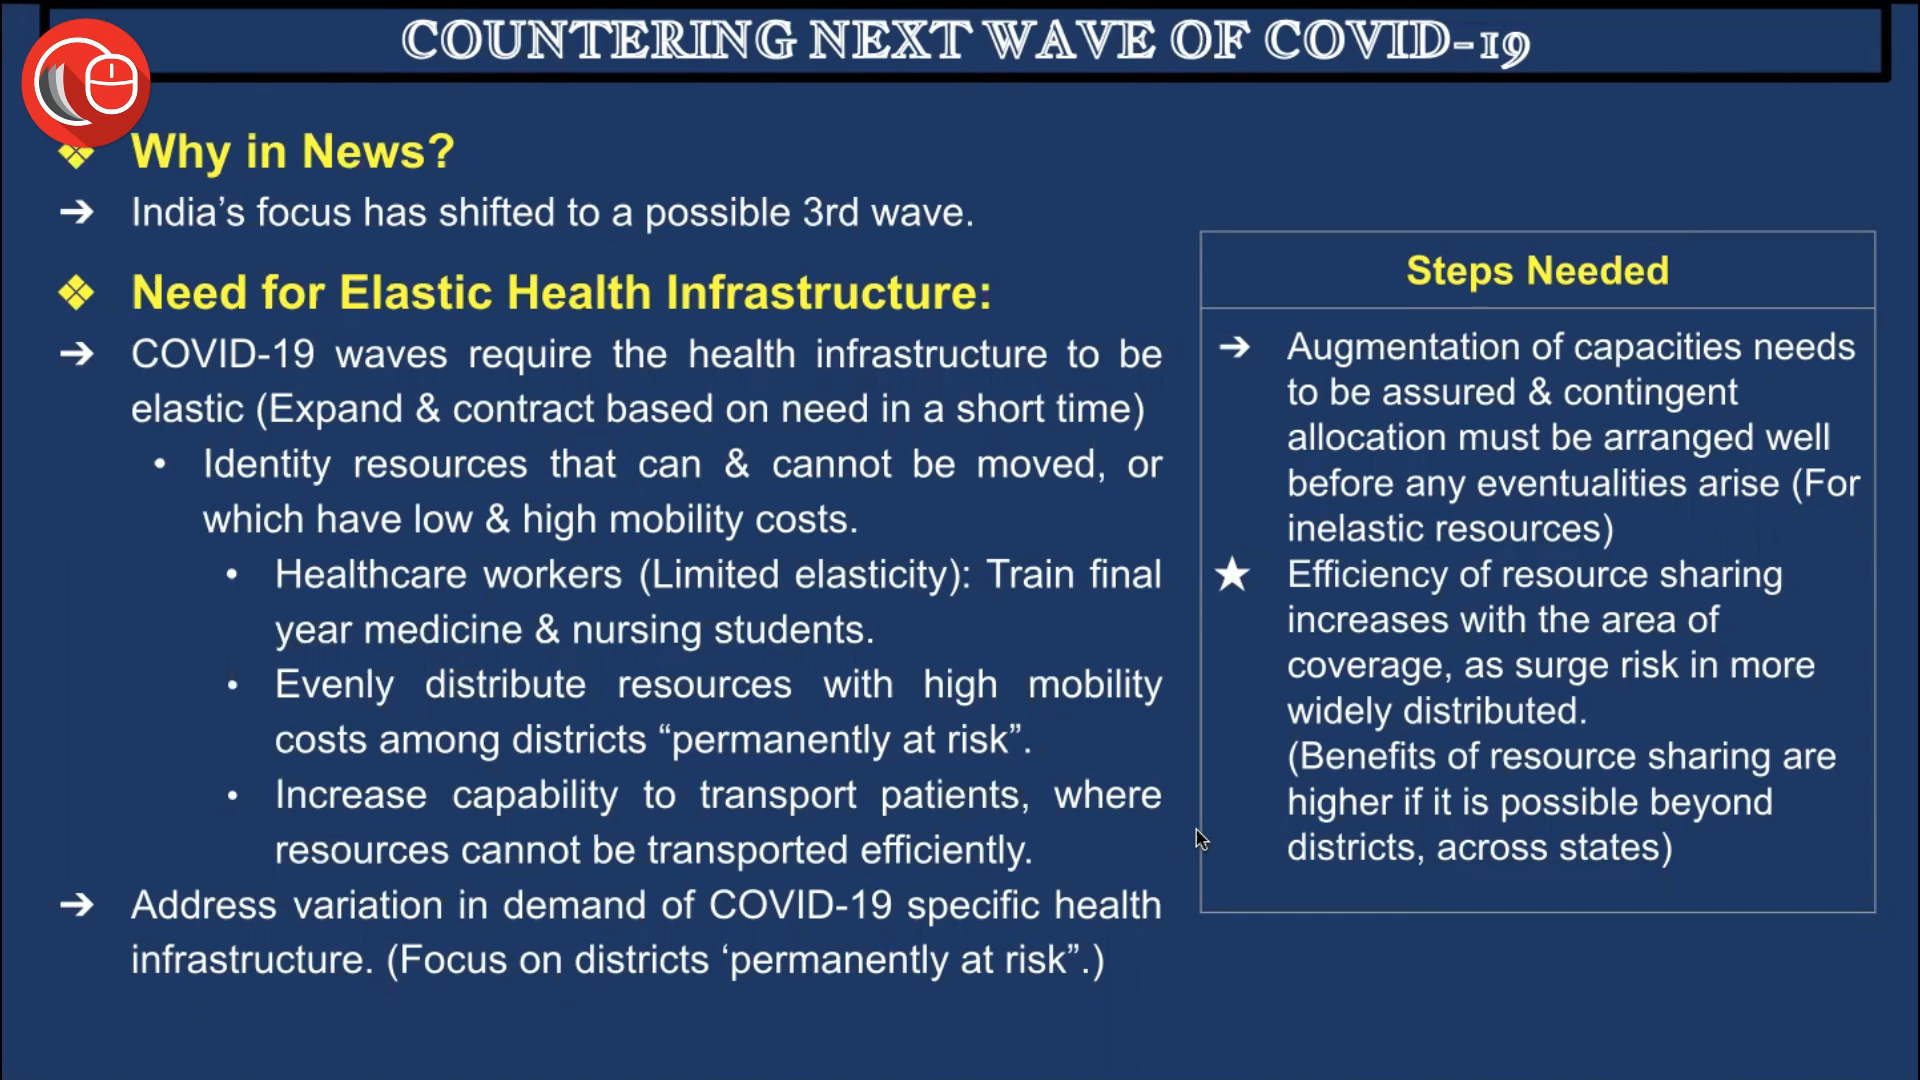 COUNTERING NEXT WAVE OF COVID-19
❖ Why in News?
➔ India’s focus has shifted to a possible 3rd wave.
❖ Need for Elastic Health Infrastructure:
➔ COVID-19 waves require the health infrastructure to be
elastic (Expand & contract based on need in a short time)
• Identity resources that can & cannot be moved, or
which have low & high mobility costs.
• Healthcare workers (Limited elasticity): Train final
year medicine & nursing students.
• Evenly distribute resources with high mobility
costs among districts “permanently at risk”.
• Increase capability to transport patients, where
resources cannot be transported efficiently.
➔ Address variation in demand of COVID-19 specific health
infrastructure. (Focus on districts ‘permanently at risk”.)
Steps Needed
➔ Augmentation of capacities needs
to be assured & contingent
allocation must be arranged well
before any eventualities arise (For
inelastic resources)
★ Efficiency of resource sharing
increases with the area of
coverage, as surge risk in more
widely distributed.
(Benefits of resource sharing are
higher if it is possible beyond
districts, across states)